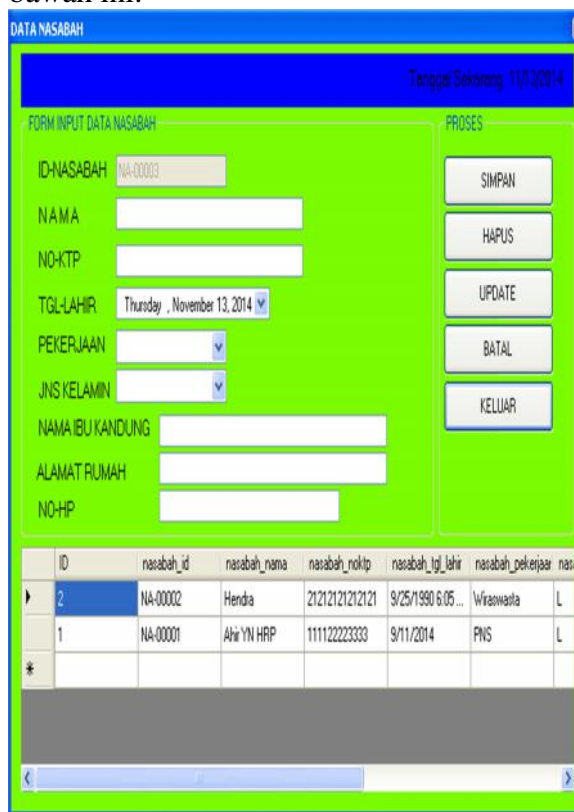 DATA NASABAH
Tanggal Sekarang, 11/13/2014
FORM INPUT DATA NASABAH
PROSES
ID-NASABAH NA-00003
NAMA
NO-KTP
TGL-LAHIR Thursday , November 13, 2014
PEKERJAAN
JNS KELAMIN
NAMA IBU KANDUNG
ALAMAT RUMAH
NO-HP
SIMPAN
HAPUS
UPDATE
BATAL
KELUAR
ID nasabah_id nasabah_nama nasabah_noktp nasabah_tgl_lahir nasabah_pekerjaar nas
2 NA-00002 Hendra 21212121212121 9/25/1990 6:05 ... Wiraswasta L
1 NA-00001 Ahir YN HRP 111122223333 9/11/2014 PNS L